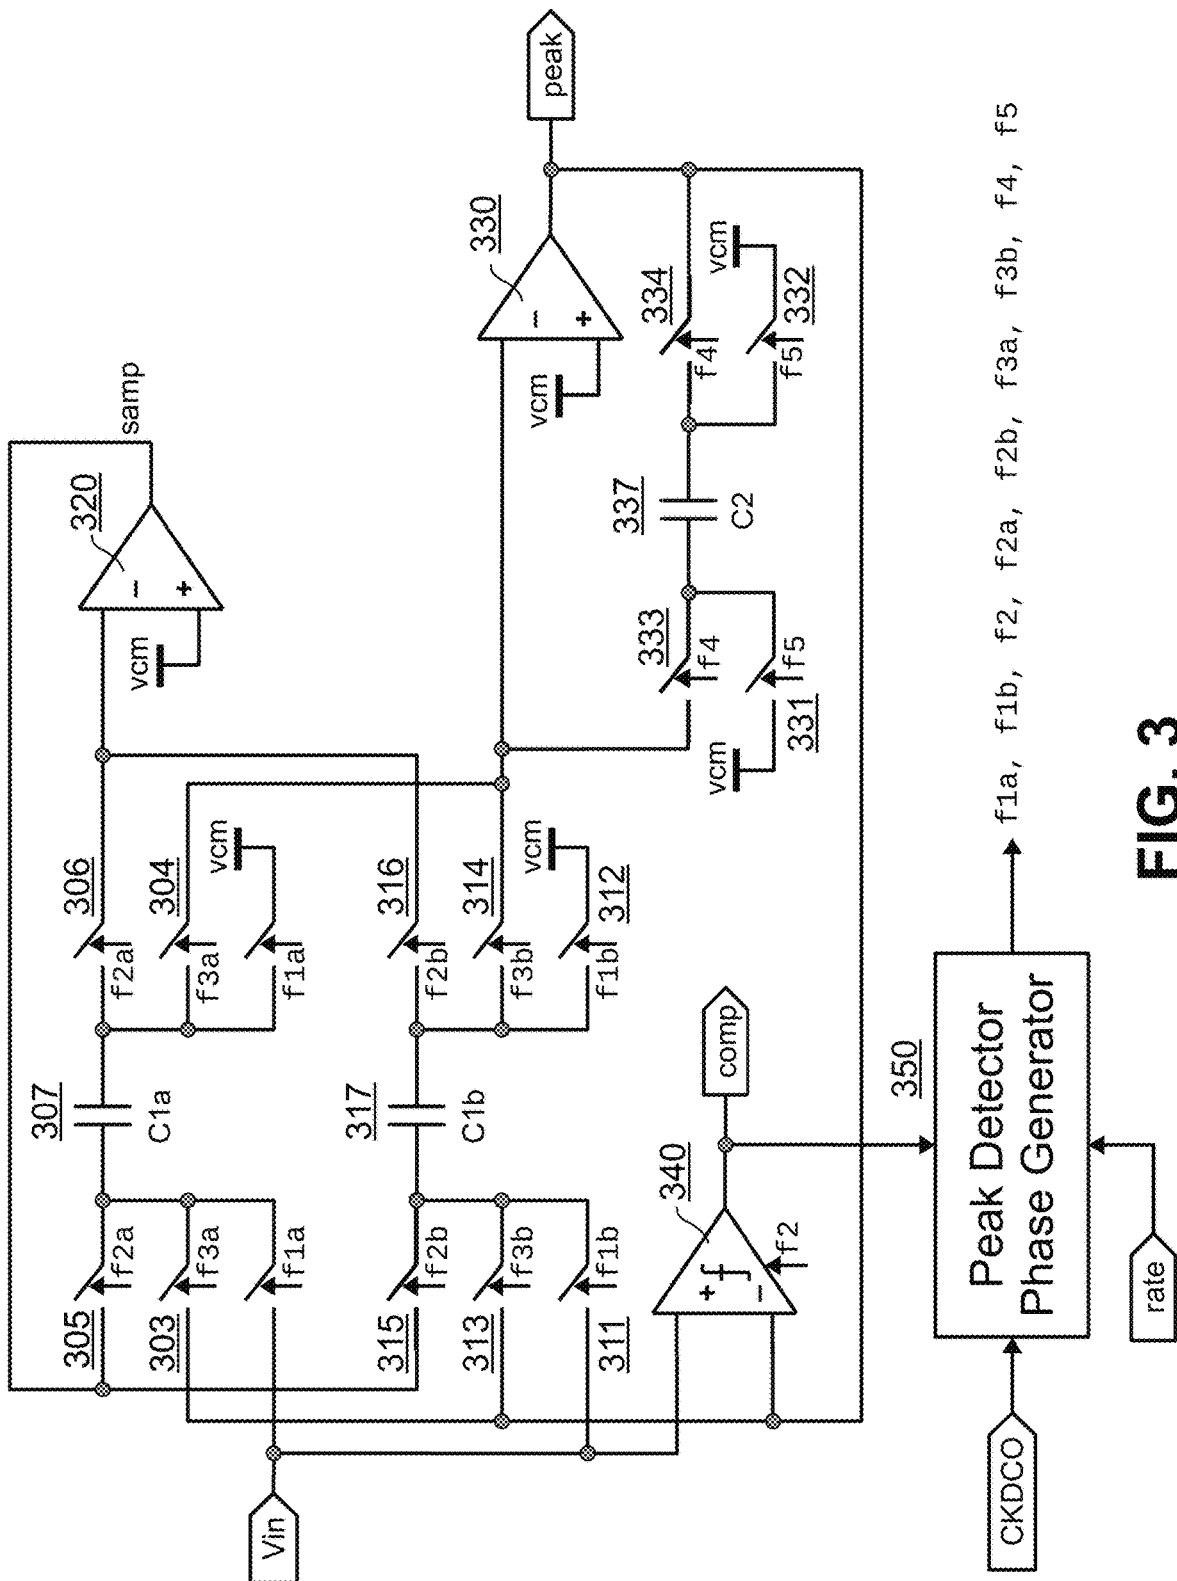 samp
320
vcm
306
f2a
307
C1a
f2a
305
304
f3a
vcm
f1a
f3a
303
f1a
Vin
316
f2b
317
C1b
f2b
315
314
f3b
vcm
312
f1b
f3b
313
f1b
311
peak
330
vcm
334
f4
vcm
332
f5
337
C2
333
f4
f5
331
vcm
comp
340
f2
350
Peak Detector
Phase Generator
CKDCO
rate
f1a, f1b, f2, f2a, f2b, f3a, f3b, f4, f5
FIG. 3
− + − + + −